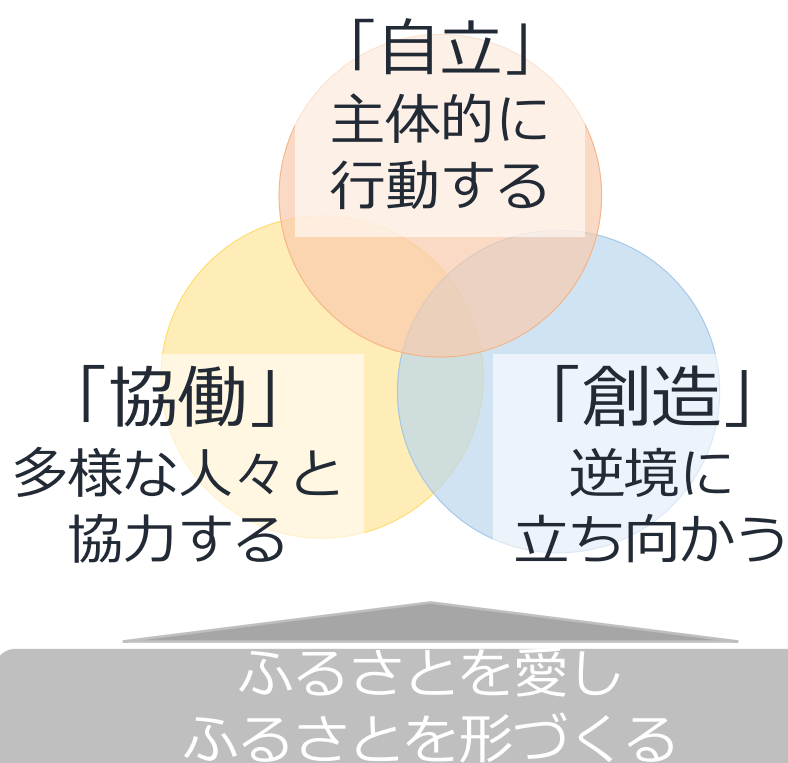 「自立」
主体的に
行動する
「協働」
多様な人々と
協力する
「創造」
逆境に
立ち向かう
ふるさとを愛し
ふるさとを形づくる